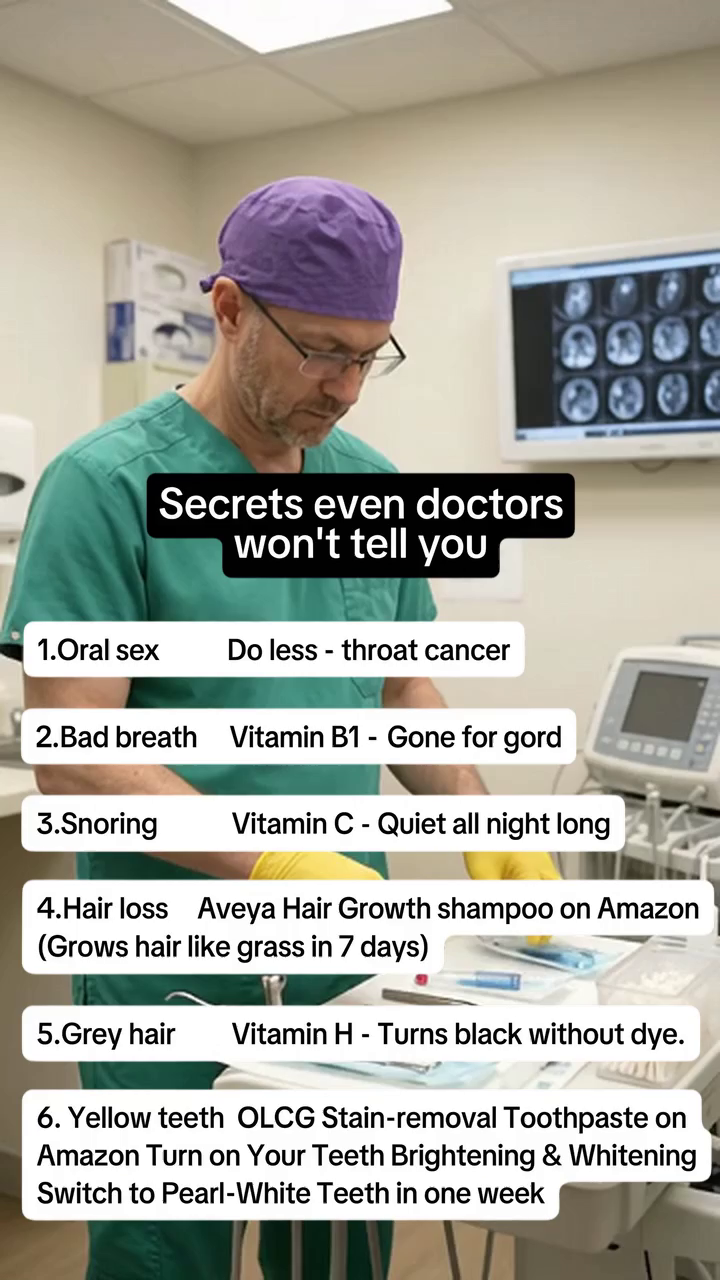 Secrets even doctors
won't tell you
1.Oral sex Do less - throat cancer
2.Bad breath Vitamin B1 - Gone for gord
3.Snoring Vitamin C - Quiet all night long
4.Hair loss Aveya Hair Growth shampoo on Amazon
(Grows hair like grass in 7 days)
5.Grey hair Vitamin H - Turns black without dye.
6. Yellow teeth OLCG Stain-removal Toothpaste on
Amazon Turn on Your Teeth Brightening & Whitening
Switch to Pearl-White Teeth in one week